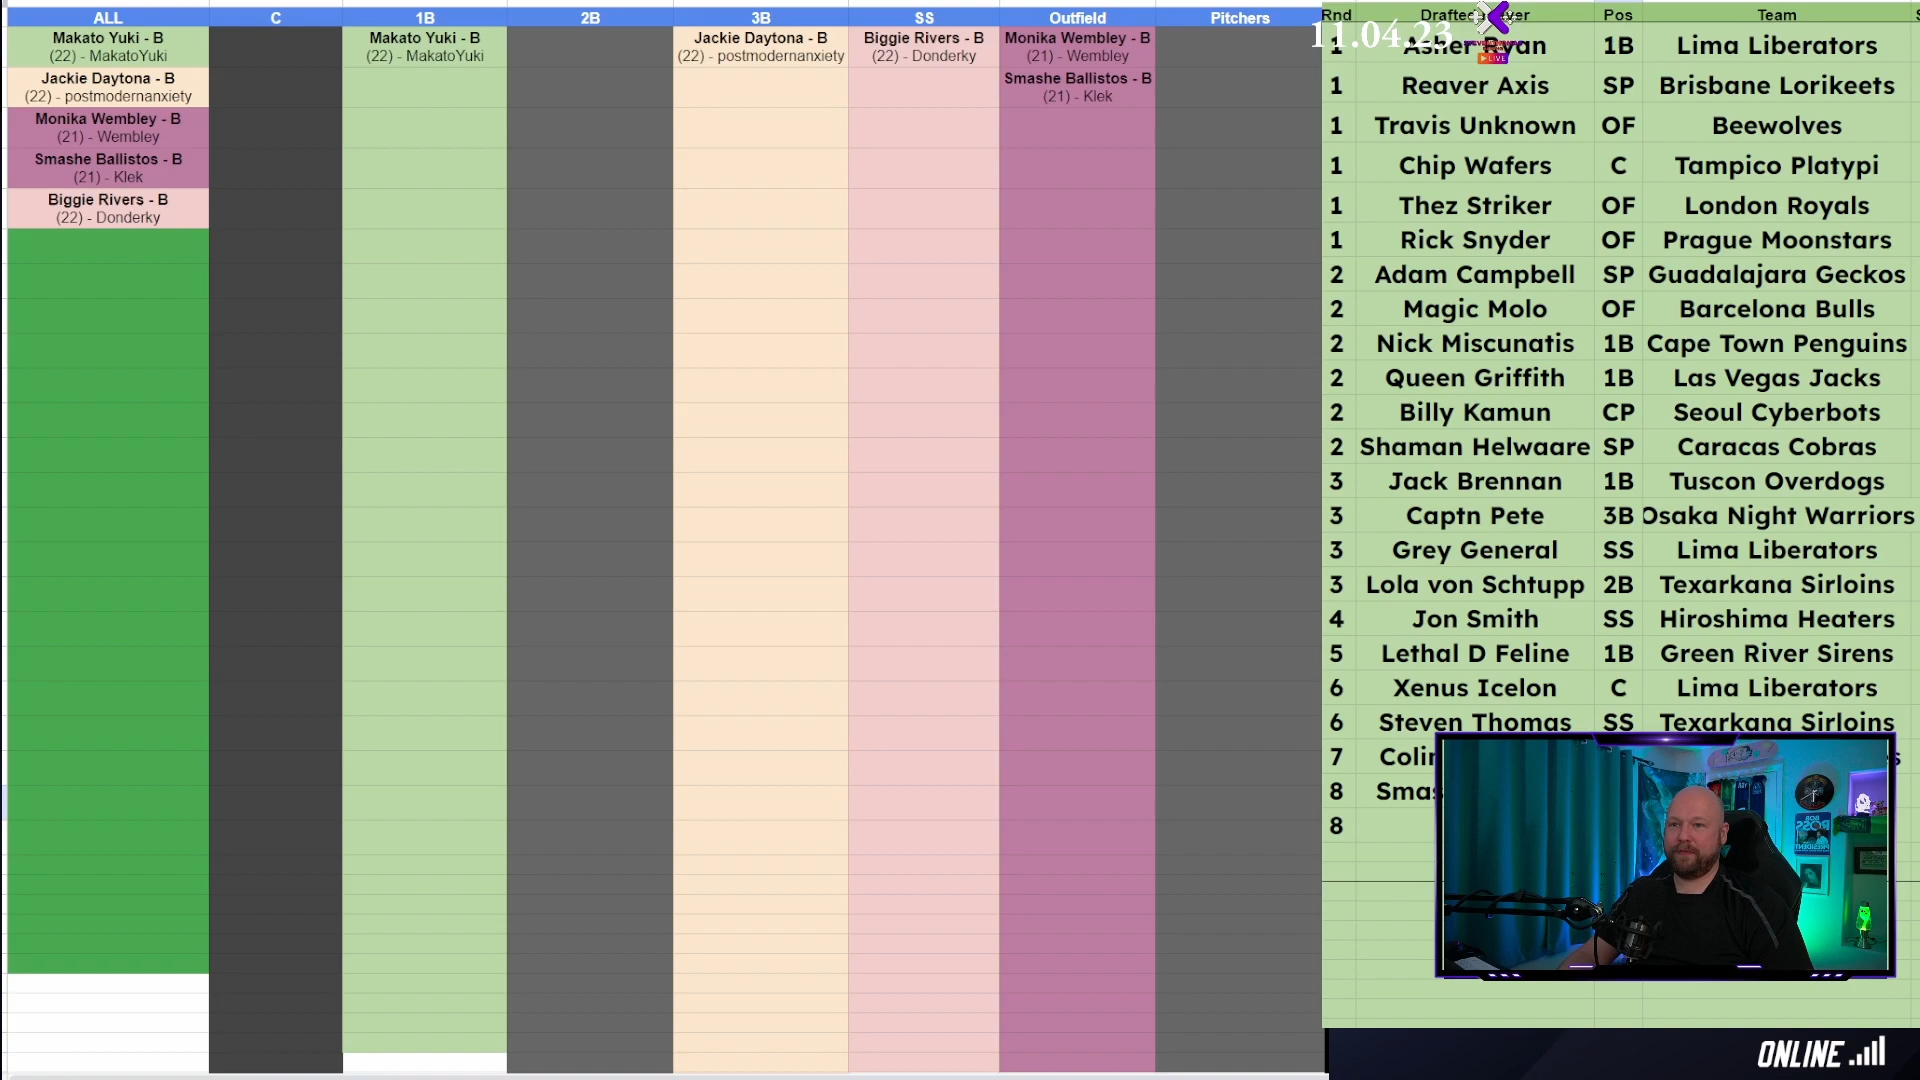 ALL C 1B 2B 3B SS Outfield Pitchers
Makato Yuki - B
(22) - MakatoYuki
Jackie Daytona - B
(22) - postmodernanxiety
Monika Wembley - B
(21) - Wembley
Smashe Ballistos - B
(21) - Klek
Biggie Rivers - B
(22) - Donderky
Makato Yuki - B
(22) - MakatoYuki
Jackie Daytona - B
(22) - postmodernanxiety
Biggie Rivers - B
(22) - Donderky
Monika Wembley - B
(21) - Wembley
Smashe Ballistos - B
(21) - Klek
11.04.23
LIVE
Rnd Pos Team
1 Asher Ryan 1B Lima Liberators
1 Reaver Axis SP Brisbane Lorikeets
1 Travis Unknown OF Beewolves
1 Chip Wafers C Tampico Platypi
1 Thez Striker OF London Royals
1 Rick Snyder OF Prague Moonstars
2 Adam Campbell SP Guadalajara Geckos
2 Magic Molo OF Barcelona Bulls
2 Nick Miscunatis 1B Cape Town Penguins
2 Queen Griffith 1B Las Vegas Jacks
2 Billy Kamun CP Seoul Cyberbots
2 Shaman Helwaare SP Caracas Cobras
3 Jack Brennan 1B Tuscon Overdogs
3 Captn Pete 3B Osaka Night Warriors
3 Grey General SS Lima Liberators
3 Lola von Schtupp 2B Texarkana Sirloins
4 Jon Smith SS Hiroshima Heaters
5 Lethal D Feline 1B Green River Sirens
6 Xenus Icelon C Lima Liberators
6 Steven Thomas SS Texarkana Sirloins
7
8
8
ONLINE